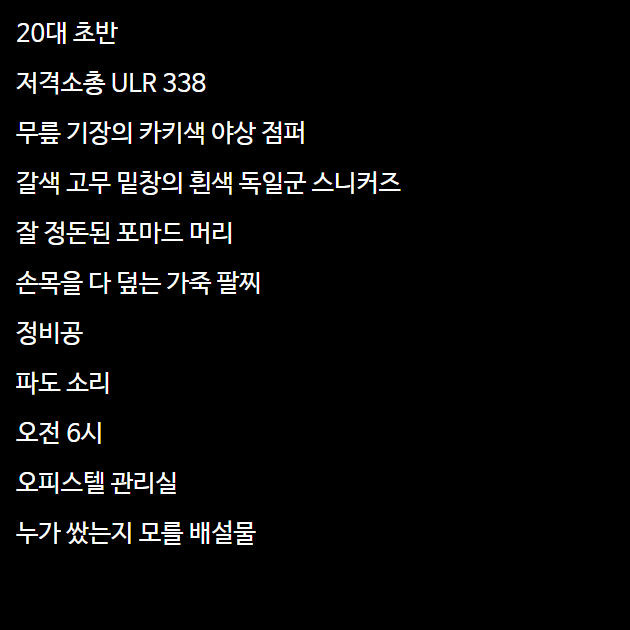 20대 초반
저격소총 ULR 338
무릎 기장의 카키색 야상 점퍼
갈색 고무 밑창의 흰색 독일군 스니커즈
잘 정돈된 포마드 머리
손목을 다 덮는 가죽 팔찌
정비공
파도 소리
오전 6시
오피스텔 관리실
누가 쌌는지 모를 배설물